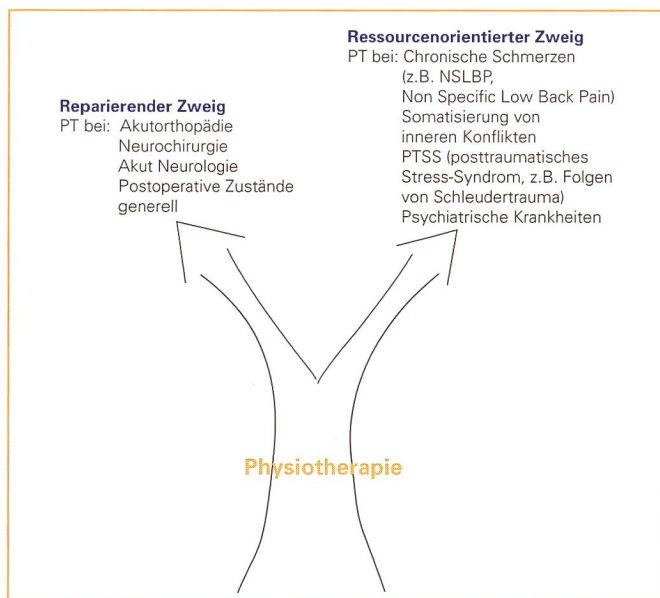 Ressourcenorientierter Zweig
PT bei: Chronische Schmerzen
(z.B. NSLBP,
Non Specific Low Back Pain)
Somatisierung von
inneren Konflikten
PTSS (posttraumatisches
Stress-Syndrom, z.B. Folgen
von Schleudertrauma)
Psychiatrische Krankheiten
Reparierender Zweig
PT bei: Akutorthopädie
Neurochirurgie
Akut Neurologie
Postoperative Zustände
generell
Physiotherapie